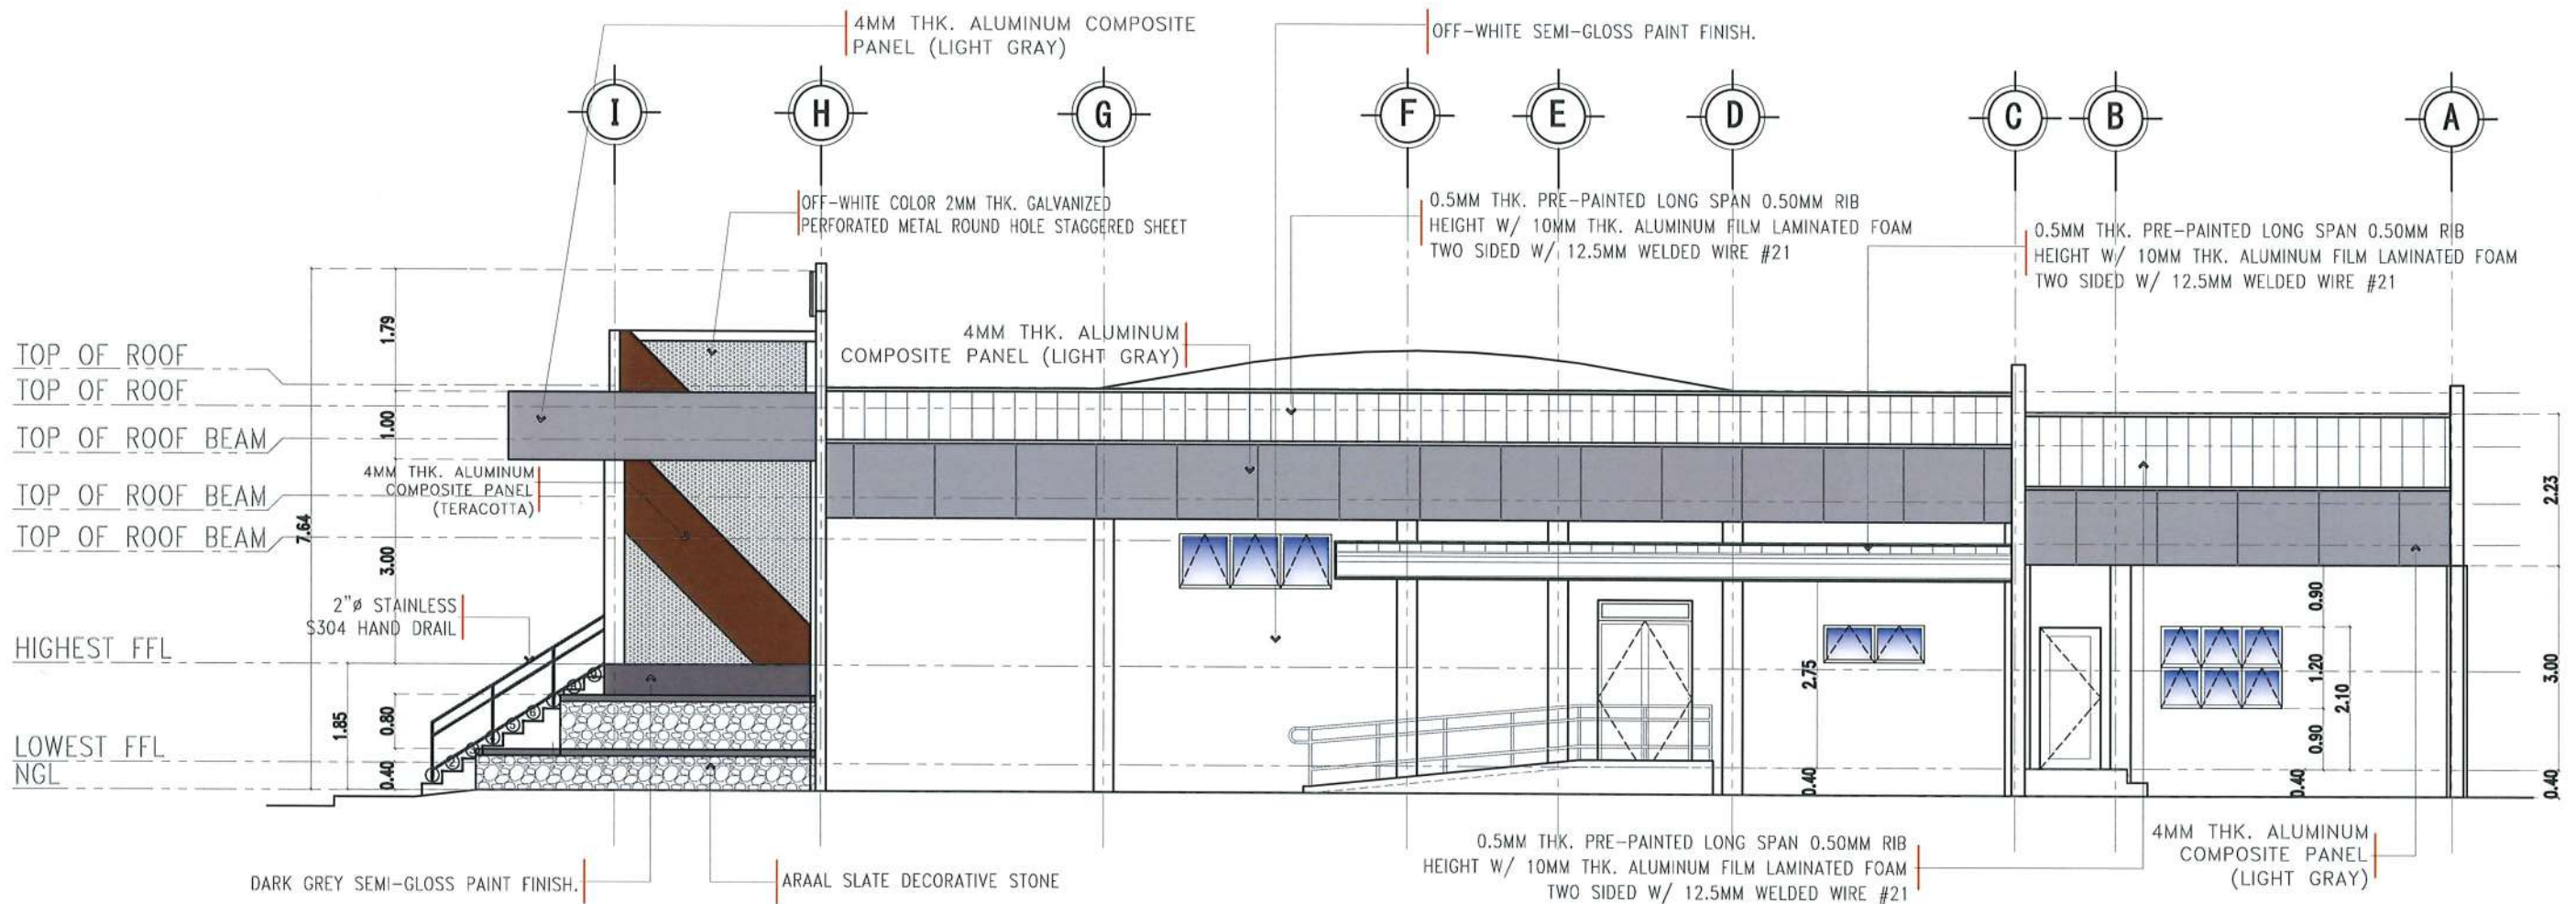 4MM THK. ALUMINUM COMPOSITE
PANEL (LIGHT GRAY)
OFF-WHITE SEMI-GLOSS PAINT FINISH.
I
H
G
F
E
D
C
B
A
OFF-WHITE COLOR 2MM THK. GALVANIZED
PERFORATED METAL ROUND HOLE STAGGERED SHEET
0.5MM THK. PRE-PAINTED LONG SPAN 0.50MM RIB
HEIGHT W/ 10MM THK. ALUMINUM FILM LAMINATED FOAM
TWO SIDED W/ 12.5MM WELDED WIRE #21
0.5MM THK. PRE-PAINTED LONG SPAN 0.50MM RIB
HEIGHT W/ 10MM THK. ALUMINUM FILM LAMINATED FOAM
TWO SIDED W/ 12.5MM WELDED WIRE #21
4MM THK. ALUMINUM
COMPOSITE PANEL (LIGHT GRAY)
TOP OF ROOF
TOP OF ROOF
TOP OF ROOF BEAM
TOP OF ROOF BEAM
TOP OF ROOF BEAM
HIGHEST FFL
LOWEST FFL
NGL
7.64
1.79
1.00
3.00
1.85
0.80
0.40
4MM THK. ALUMINUM
COMPOSITE PANEL
(TERACOTTA)
2"ø STAINLESS
S304 HAND DRAIL
2.75
0.40
0.90
1.20
0.90
2.10
0.40
2.23
3.00
0.40
DARK GREY SEMI-GLOSS PAINT FINISH.
ARAAL SLATE DECORATIVE STONE
0.5MM THK. PRE-PAINTED LONG SPAN 0.50MM RIB
HEIGHT W/ 10MM THK. ALUMINUM FILM LAMINATED FOAM
TWO SIDED W/ 12.5MM WELDED WIRE #21
4MM THK. ALUMINUM
COMPOSITE PANEL
(LIGHT GRAY)